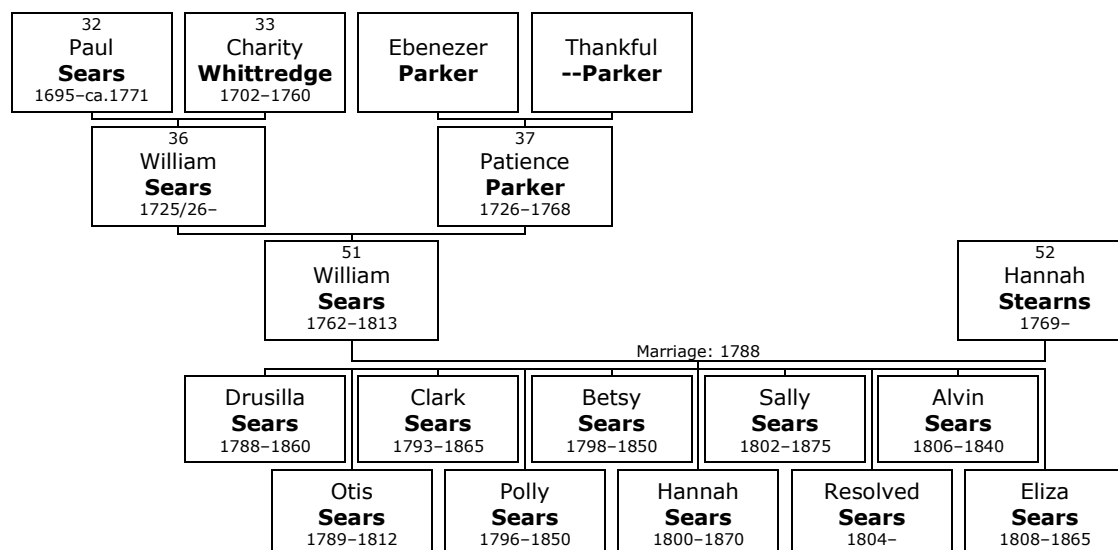 32
Paul
Sears
1695–ca.1771
33
Charity
Whittredge
1702–1760
Ebenezer
Parker
Thankful
--Parker
36
William
Sears
1725/26–
37
Patience
Parker
1726–1768
51
William
Sears
1762–1813
52
Hannah
Stearns
1769–
Marriage: 1788
Drusilla
Sears
1788–1860
Clark
Sears
1793–1865
Betsy
Sears
1798–1850
Sally
Sears
1802–1875
Alvin
Sears
1806–1840
Otis
Sears
1789–1812
Polly
Sears
1796–1850
Hannah
Sears
1800–1870
Resolved
Sears
1804–
Eliza
Sears
1808–1865